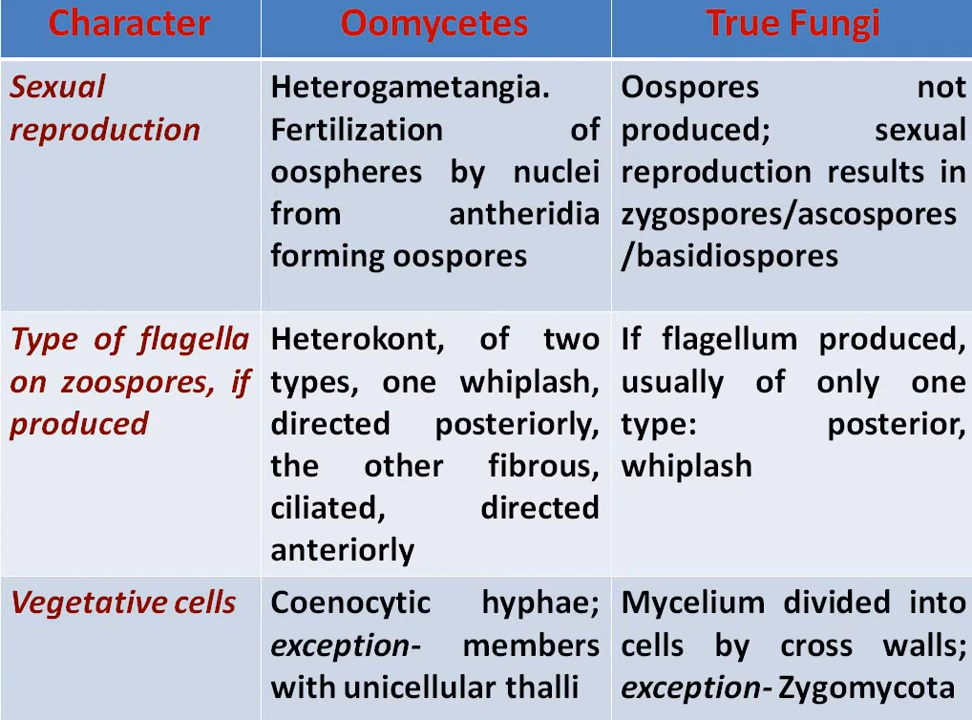 Character
Oomycetes
True Fungi
Sexual
reproduction
Heterogametangia.
Fertilization of
oospheres by nuclei
from antheridia
forming oospores
Oospores not
produced; sexual
reproduction results in
zygospores/ascospores
/basidiospores
Type of flagella
on zoospores, if
produced
Heterokont, of two
types, one whiplash,
directed posteriorly,
the other fibrous,
ciliated, directed
anteriorly
If flagellum produced,
usually of only one
type: posterior,
whiplash
Vegetative cells
Coenocytic hyphae;
exception- members
with unicellular thalli
Mycelium divided into
cells by cross walls;
exception- Zygomycota